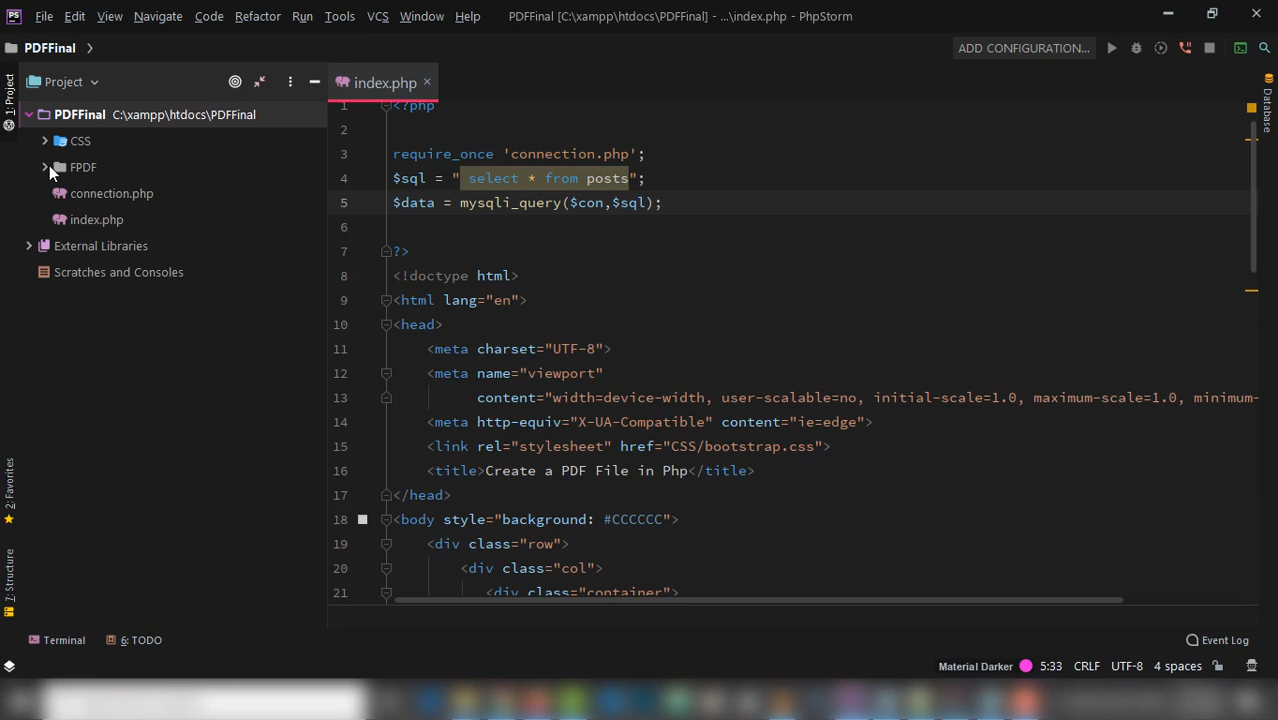 PS File Edit View Navigate Code Refactor Run Tools VCS Window Help PDFFinal [C:\xampp\htdocs\PDFFinal] - ...\index.php - PhpStorm
PDFFinal ADD CONFIGURATION...
1: Project
Project
index.php
PDFFinal C:\xampp\htdocs\PDFFinal
CSS
FPDF
connection.php
index.php
External Libraries
Scratches and Consoles
1 <?php
2
3 require_once 'connection.php';
4 $sql = " select * from posts";
5 $data = mysqli_query($con,$sql);
6
7 ?>
8 <!doctype html>
9 <html lang="en">
10 <head>
11 <meta charset="UTF-8">
12 <meta name="viewport"
13 content="width=device-width, user-scalable=no, initial-scale=1.0, maximum-scale=1.0, minimum-
14 <meta http-equiv="X-UA-Compatible" content="ie=edge">
15 <link rel="stylesheet" href="CSS/bootstrap.css">
16 <title>Create a PDF File in Php</title>
17 </head>
18 <body style="background: #CCCCCC">
19 <div class="row">
20 <div class="col">
21 <div class="container">
Database
2: Favorites
7: Structure
Terminal 6: TODO Event Log
Material Darker 5:33 CRLF UTF-8 4 spaces